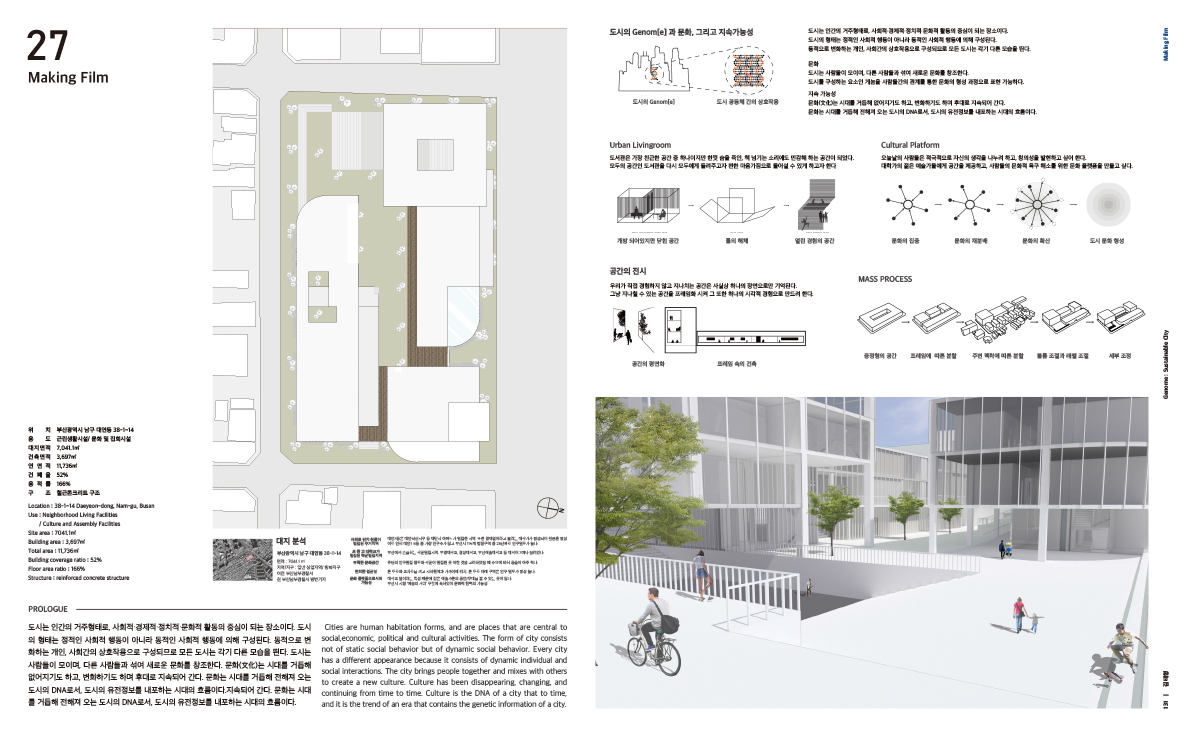 27
Making Film
위 치 부산광역시 남구 대연동 38-1~14
용 도 근린생활시설/ 문화 및 집회시설
대지면적 7,041.1㎡
건축면적 3,697㎡
연 면 적 11,736㎡
건 폐 율 52%
용 적 률 166%
구 조 철근콘크리트 구조
Location : 38-1~14 Daeyeon-dong, Nam-gu, Busan
Use : Neighborhood Living Facilities
/ Culture and Assembly Facilities
Site area : 7041.1㎡
Building area : 3,697㎡
Total area : 11,736㎡
Building coverage ratio : 52%
Floor area ratio : 166%
Structure : reinforced concrete structure
N
대지 분석
부산광역시 남구 대연동 38-1~14
PROLOGUE
도시는 인간의 거주형태로, 사회적·경제적·정치적·문화적 활동의 중심이 되는 장소이다. 도시
의 형태는 정적인 사회적 행동이 아니라 동적인 사회적 행동에 의해 구성된다. 동적으로 변
화하는 개인, 사회간의 상호작용으로 구성되므로 모든 도시는 각기 다른 모습을 띤다. 도시는
사람들이 모이며, 다른 사람들과 섞여 새로운 문화를 창조한다. 문화(文化)는 시대를 거듭해
없어지기도 하고, 변화하기도 하며 후대로 지속되어 간다. 문화는 시대를 거듭해 전해져 오는
도시의 DNA로서, 도시의 유전정보를 내포하는 시대의 흐름이다.지속되어 간다. 문화는 시대
를 거듭해 전해져 오는 도시의 DNA로서, 도시의 유전정보를 내포하는 시대의 흐름이다.
Cities are human habitation forms, and are places that are central to
social,economic, political and cultural activities. The form of city consists
not of static social behavior but of dynamic social behavior. Every city
has a different appearance because it consists of dynamic individual and
social interactions. The city brings people together and mixes with others
to create a new culture. Culture has been disappearing, changing, and
continuing from time to time. Culture is the DNA of a city that to time,
and it is the trend of an era that contains the genetic information of a city.
도시의 Genom[e] 과 문화, 그리고 지속가능성
도시의 Genom[e]
도시 공동체 간의 상호작용
도시는 인간의 거주형태로, 사회적·경제적·정치적·문화적 활동의 중심이 되는 장소이다.
도시의 형태는 정적인 사회적 행동이 아니라 동적인 사회적 행동에 의해 구성된다.
동적으로 변화하는 개인, 사회간의 상호작용으로 구성되므로 모든 도시는 각기 다른 모습을 띤다.
문화
도시는 사람들이 모이며, 다른 사람들과 섞여 새로운 문화를 창조한다.
도시를 구성하는 요소인 게놈을 사람들간의 관계를 통한 문화의 형성 과정으로 표현 가능하다.
지속 가능성
문화(文化)는 시대를 거듭해 없어지기도 하고, 변화하기도 하며 후대로 지속되어 간다.
문화는 시대를 거듭해 전해져 오는 도시의 DNA로서, 도시의 유전정보를 내포하는 시대의 흐름이다.
Urban Livingroom
도서관은 가장 친근한 공간 중 하나이지만 한껏 숨을 죽인, 책 넘기는 소리에도 민감해 하는 공간이 되었다.
모두의 공간인 도서관을 다시 모두에게 돌려주고자 편한 마음가짐으로 들어설 수 있게 하고자 한다
개방 되어있지만 닫힌 공간
틀의 해체
열린 경험의 공간
Cultural Platform
오늘날의 사람들은 적극적으로 자신의 생각을 나누려 하고, 창의성을 발현하고 싶어 한다.
대학가의 젊은 예술가들에게 공간을 제공하고, 사람들의 문화적 욕구 해소를 위한 문화 플랫폼을 만들고 싶다.
문화의 집중
문화의 재분배
문화의 확산
도시 문화 형성
공간의 전시
우리가 직접 경험하지 않고 지나치는 공간은 사실상 하나의 장면으로만 기억된다.
그냥 지나칠 수 있는 공간을 프레임화 시켜 그 또한 하나의 시각적 경험으로 만드려 한다.
공간의 평면화
프레임 속의 건축
MASS PROCESS
중정형의 공간
프레임에 따른 분할
주변 맥락에 따른 분할
볼륨 조절과 레벨 조절
세부 조정
Making Film
Genome : Sustainable City
131